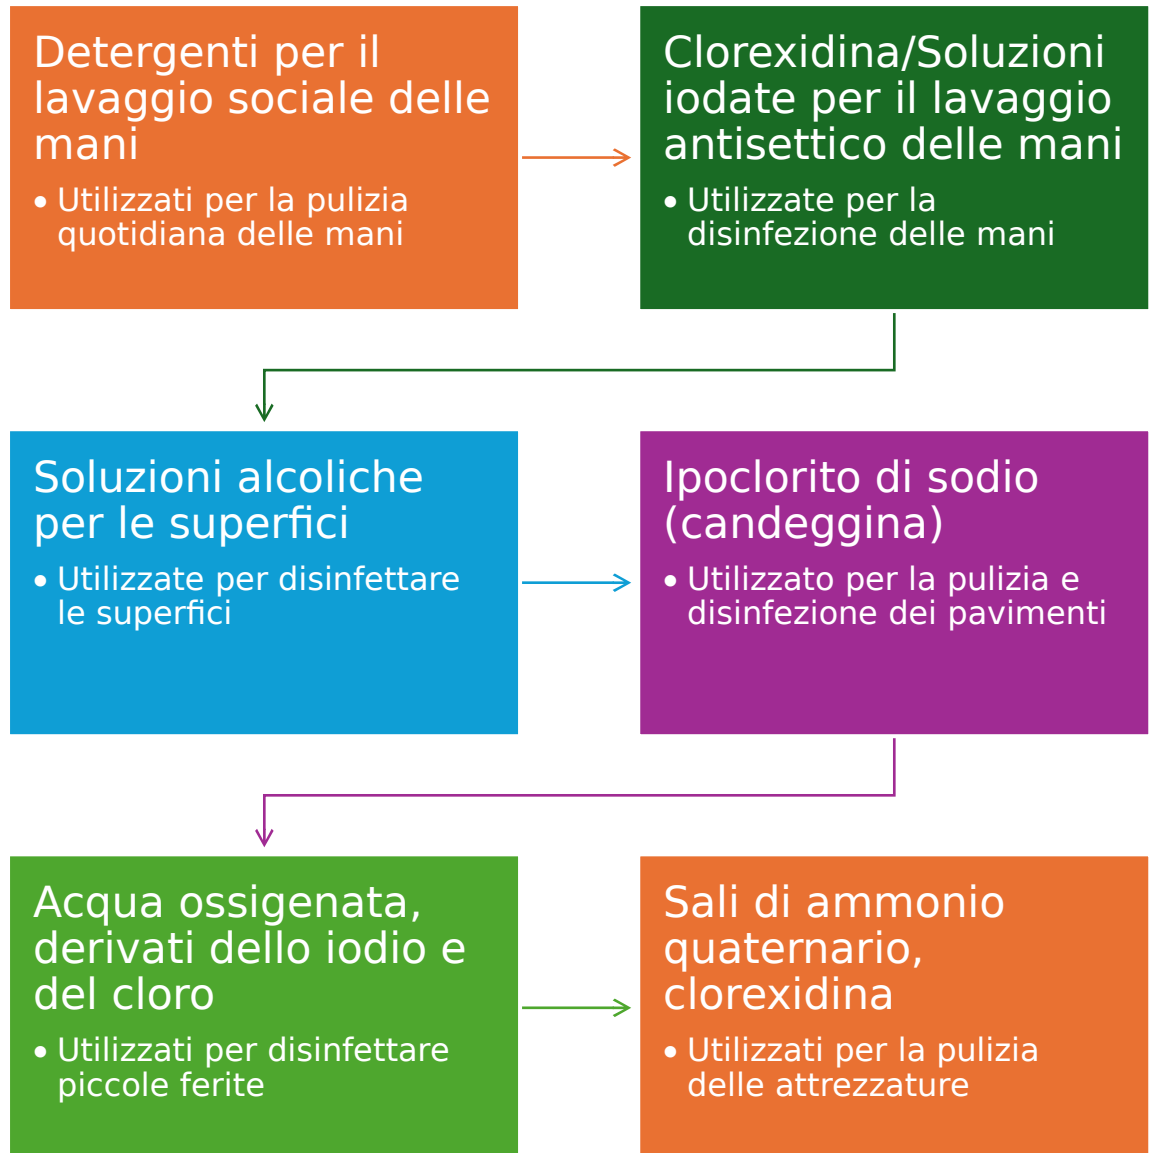 Detergenti per il
lavaggio sociale delle
mani
• Utilizzati per la pulizia
quotidiana delle mani
Clorexidina/Soluzioni
iodate per il lavaggio
antisettico delle mani
• Utilizzate per la
disinfezione delle mani
Soluzioni alcoliche
per le superfici
• Utilizzate per disinfettare
le superfici
Ipoclorito di sodio
(candeggina)
• Utilizzato per la pulizia e
disinfezione dei pavimenti
Acqua ossigenata,
derivati dello iodio e
del cloro
• Utilizzati per disinfettare
piccole ferite
Sali di ammonio
quaternario,
clorexidina
• Utilizzati per la pulizia
delle attrezzature